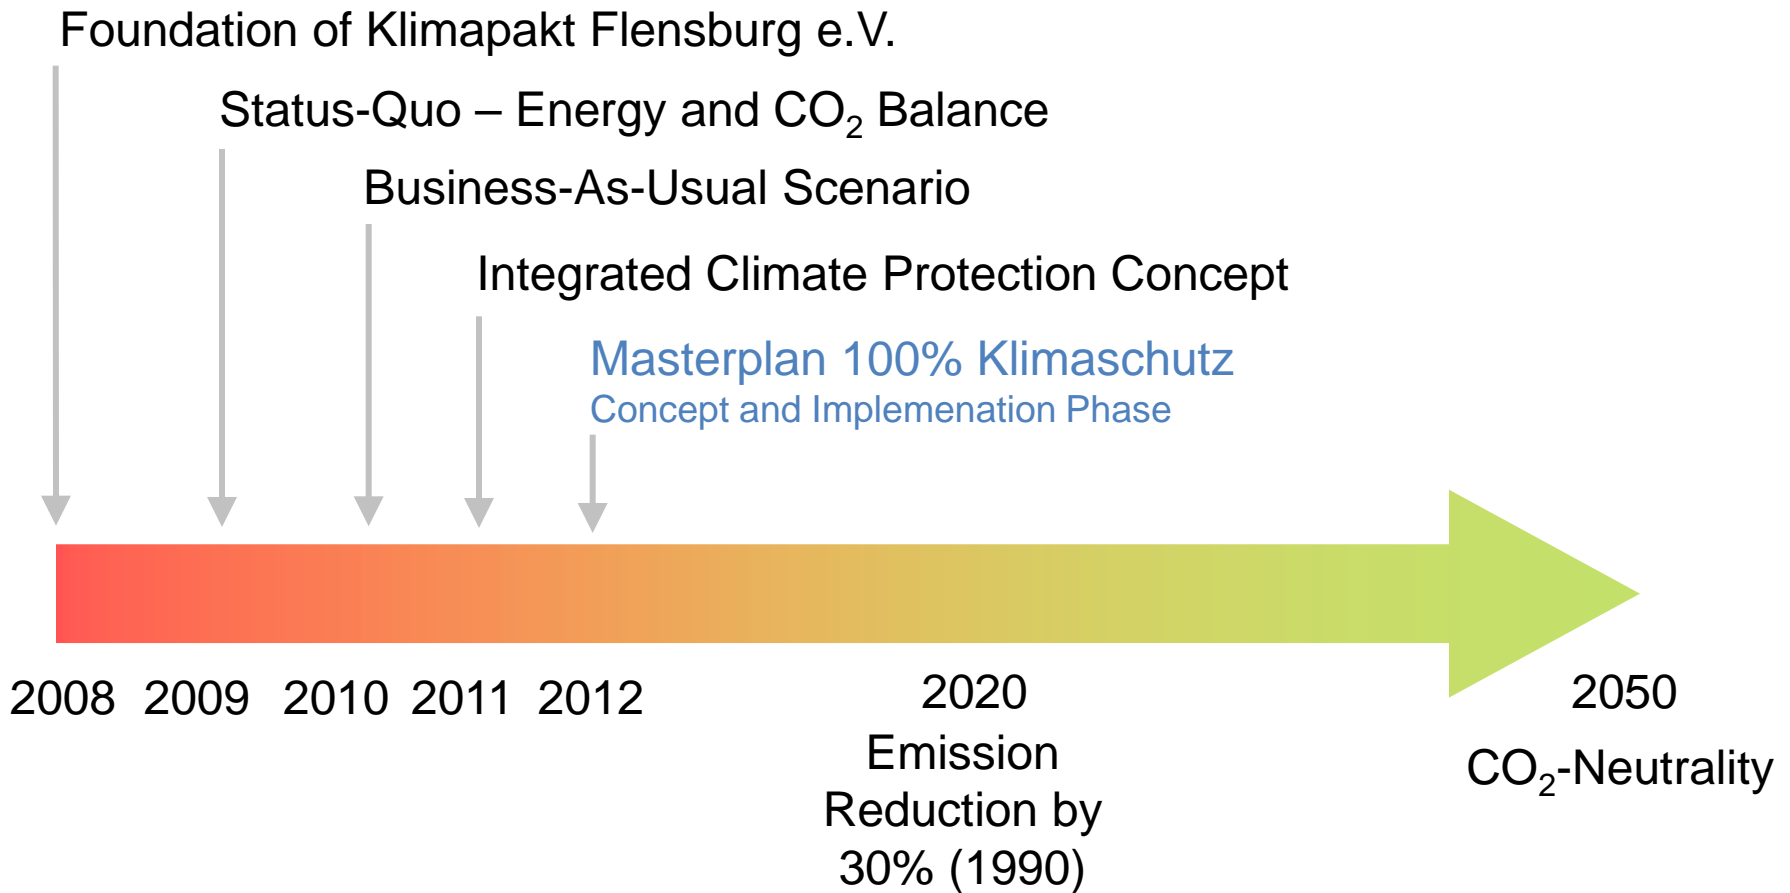 Foundation of Klimapakt Flensburg e.V.
Status-Quo – Energy and CO₂ Balance
Business-As-Usual Scenario
Integrated Climate Protection Concept
Masterplan 100% Klimaschutz
Concept and Implemenation Phase
2008 2009 2010 2011 2012 2020 2050
Emission
Reduction by
30% (1990)
CO₂-Neutrality